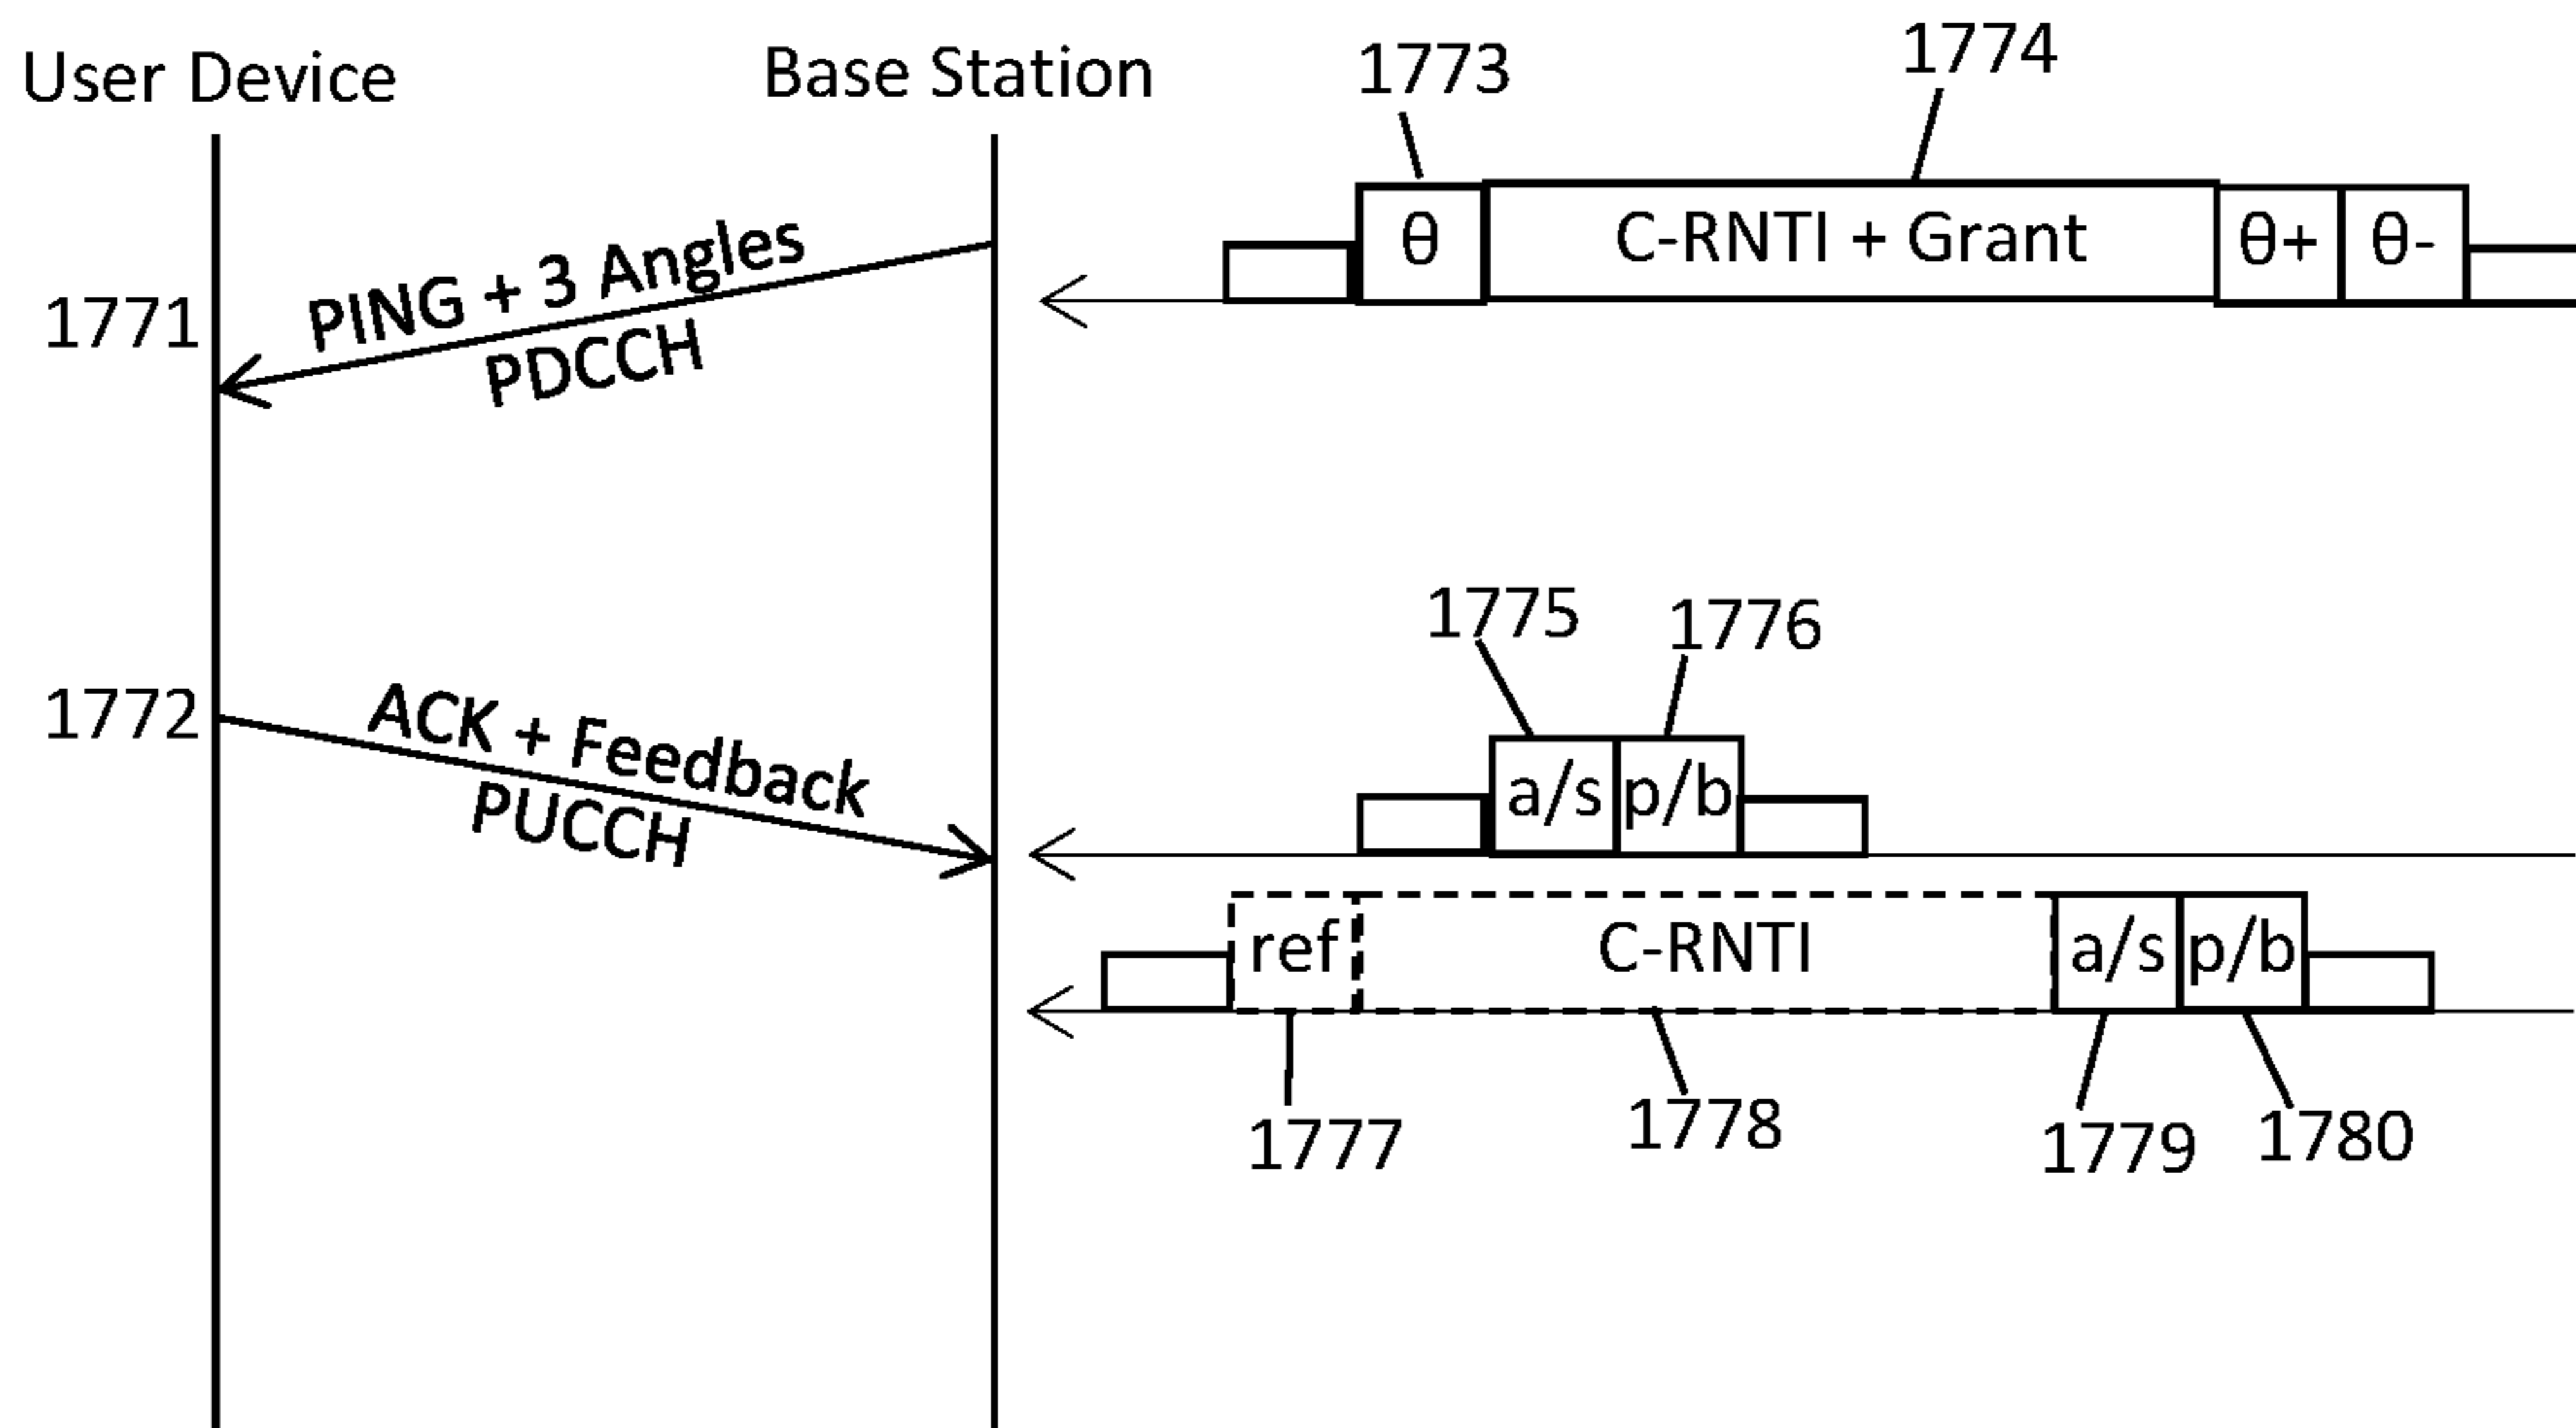 User Device
Base Station
1773
1774
θ
C-RNTI + Grant
θ+
θ-
PING + 3 Angles
PDCCH
1771
1775
1776
a/s
p/b
1772
ACK + Feedback
PUCCH
ref
C-RNTI
a/s
p/b
1777
1778
1779
1780